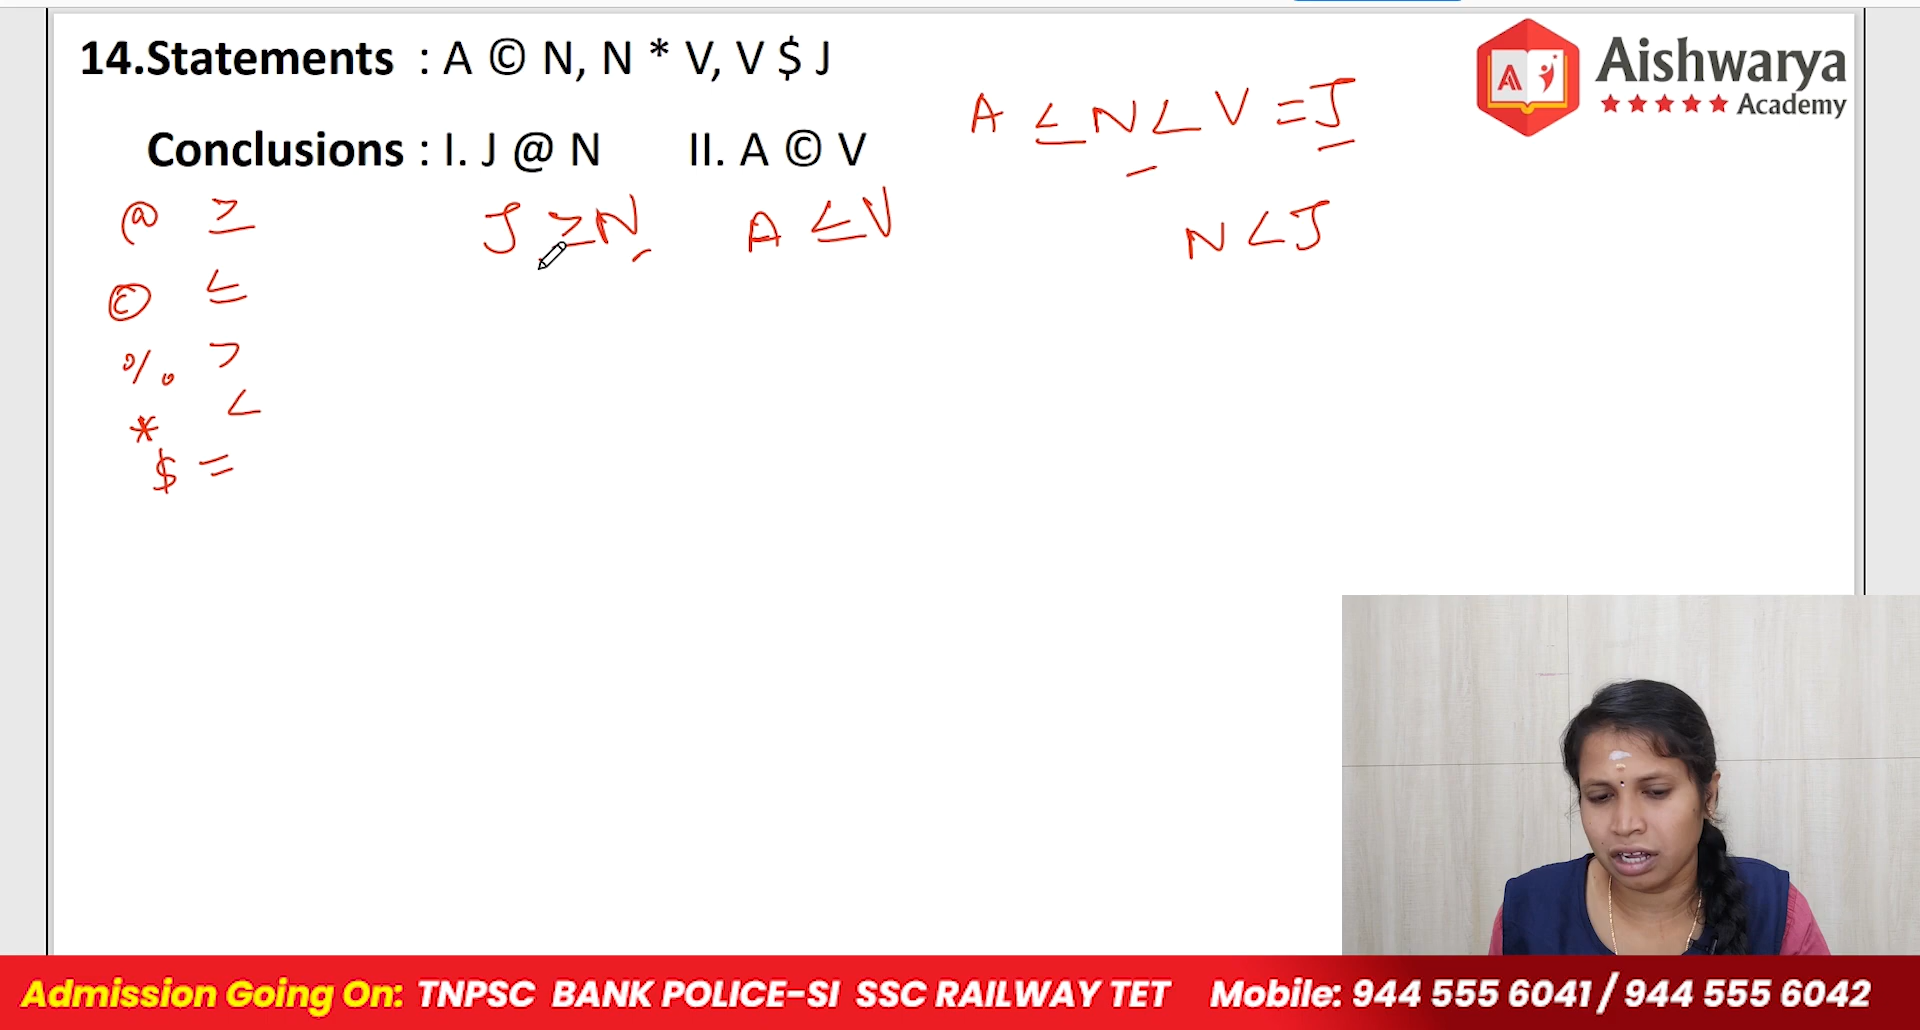 14.Statements : A © N, N * V, V $ J
Conclusions : I. J @ N II. A © V
A ≤ N < V = J
@ ≥
J ≥ N
A ≤ V
N < J
© ≤
% >
* <
$ =
Aishwarya
★★★★★ Academy
Admission Going On: TNPSC BANK POLICE-SI SSC RAILWAY TET Mobile: 944 555 6041 / 944 555 6042